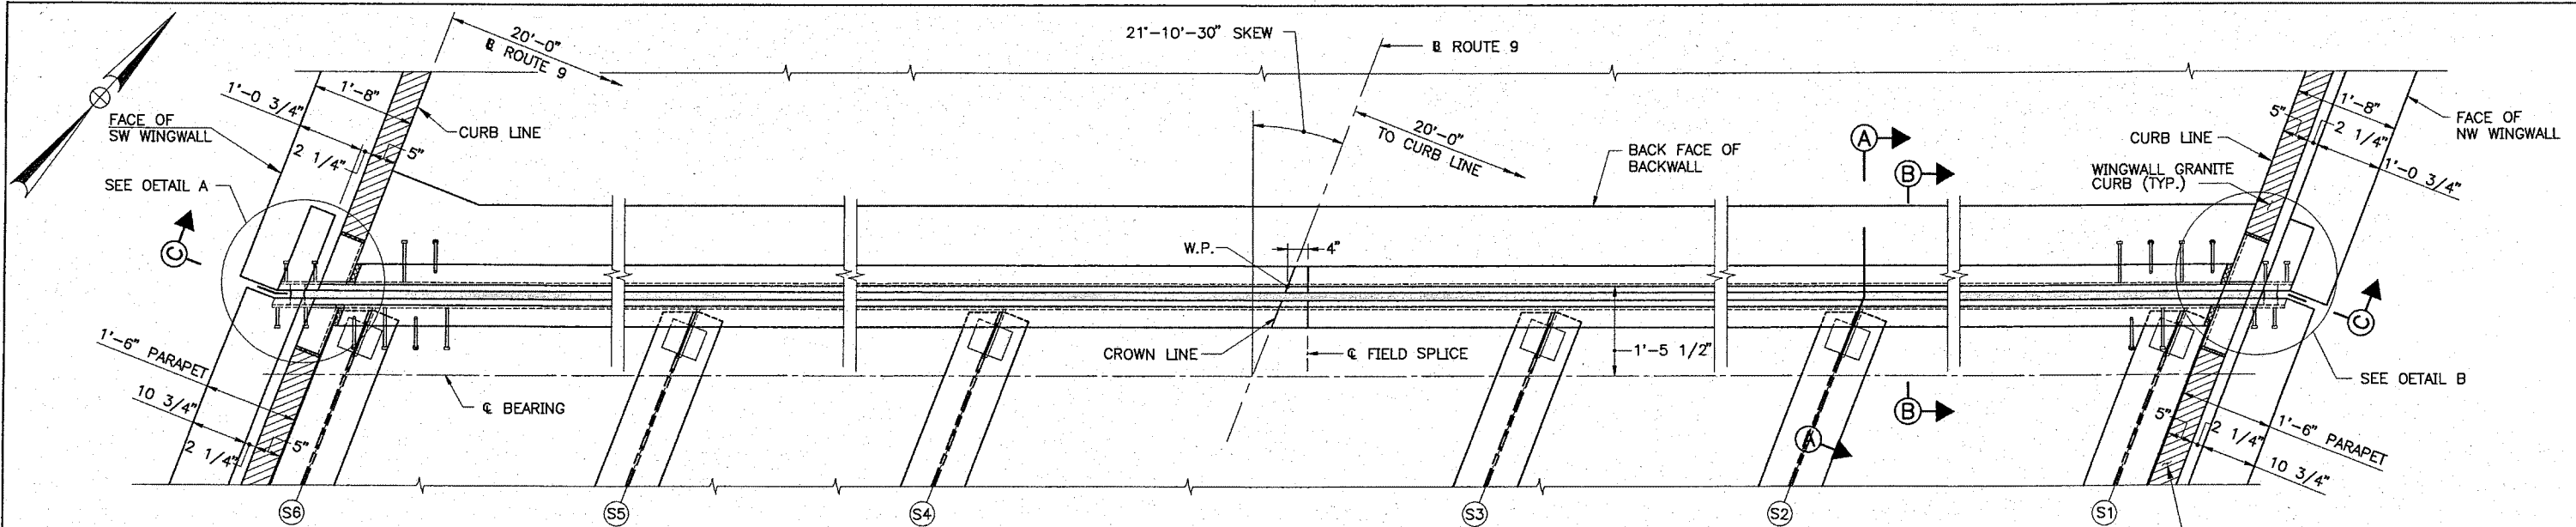 20'-0"
℄ ROUTE 9
21°-10'-30" SKEW
℄ ROUTE 9
1'-0 3/4"
1'-8"
FACE OF
SW WINGWALL
CURB LINE
2 1/4"
5"
SEE OETAIL A
20'-0"
TO CURB LINE
BACK FACE OF
BACKWALL
A
B
CURB LINE
WINGWALL GRANITE
CURB (TYP.)
5"
1'-8"
2 1/4"
1'-0 3/4"
FACE OF
NW WINGWALL
C
W.P.
4"
C
1'-6" PARAPET
10 3/4"
2 1/4"
5"
℄ BEARING
CROWN LINE
℄ FIELD SPLICE
1'-5 1/2"
A
B
SEE OETAIL B
5"
2 1/4"
1'-6" PARAPET
10 3/4"
S6
S5
S4
S3
S2
S1